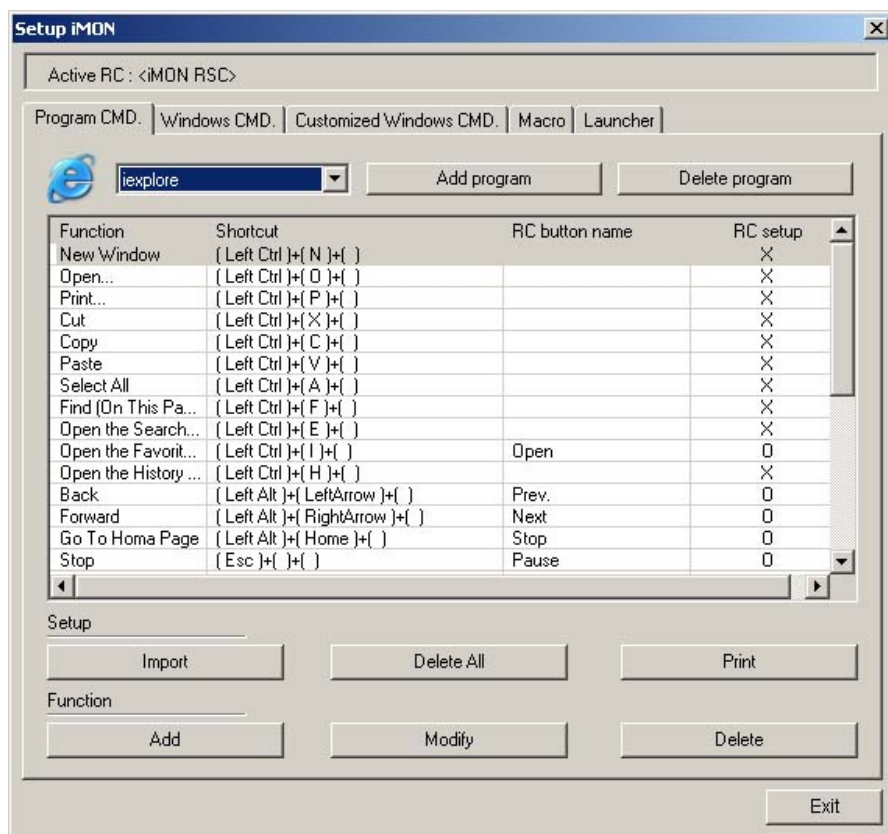 Setup iMON
Active RC : <iMON RSC>
Program CMD. Windows CMD. Customized Windows CMD. Macro Launcher
iexplore Add program Delete program
Function Shortcut RC button name RC setup
New Window ( Left Ctrl )+( N )+( ) X
Open... ( Left Ctrl )+( O )+( ) X
Print... ( Left Ctrl )+( P )+( ) X
Cut ( Left Ctrl )+( X )+( ) X
Copy ( Left Ctrl )+( C )+( ) X
Paste ( Left Ctrl )+( V )+( ) X
Select All ( Left Ctrl )+( A )+( ) X
Find (On This Pa... ( Left Ctrl )+( F )+( ) X
Open the Search... ( Left Ctrl )+( E )+( ) X
Open the Favorit... ( Left Ctrl )+( I )+( ) Open O
Open the History ... ( Left Ctrl )+( H )+( ) X
Back ( Left Alt )+( LeftArrow )+( ) Prev. O
Forward ( Left Alt )+( RightArrow )+( ) Next O
Go To Homa Page ( Left Alt )+( Home )+( ) Stop O
Stop ( Esc )+( )+( ) Pause O
Setup
Import Delete All Print
Function
Add Modify Delete
Exit